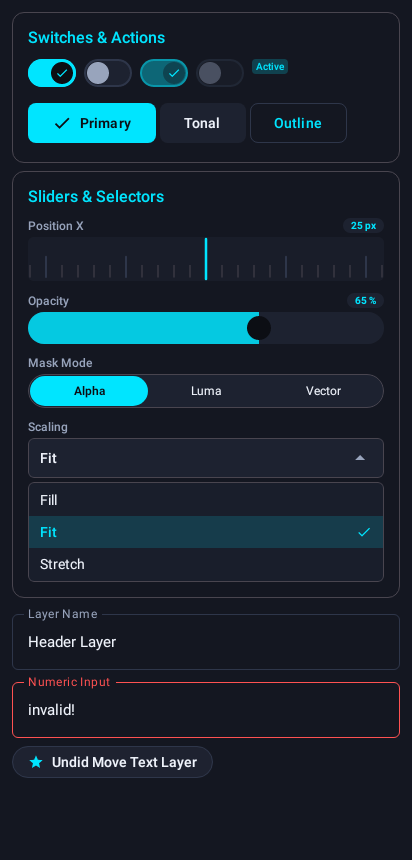 Switches & Actions
Active
Primary
Tonal
Outline
Sliders & Selectors
Position X
25 px
Opacity
65 %
Mask Mode
Alpha
Luma
Vector
Scaling
Fit
Fill
Fit
Stretch
Layer Name
Header Layer
Numeric Input
invalid!
Undid Move Text Layer